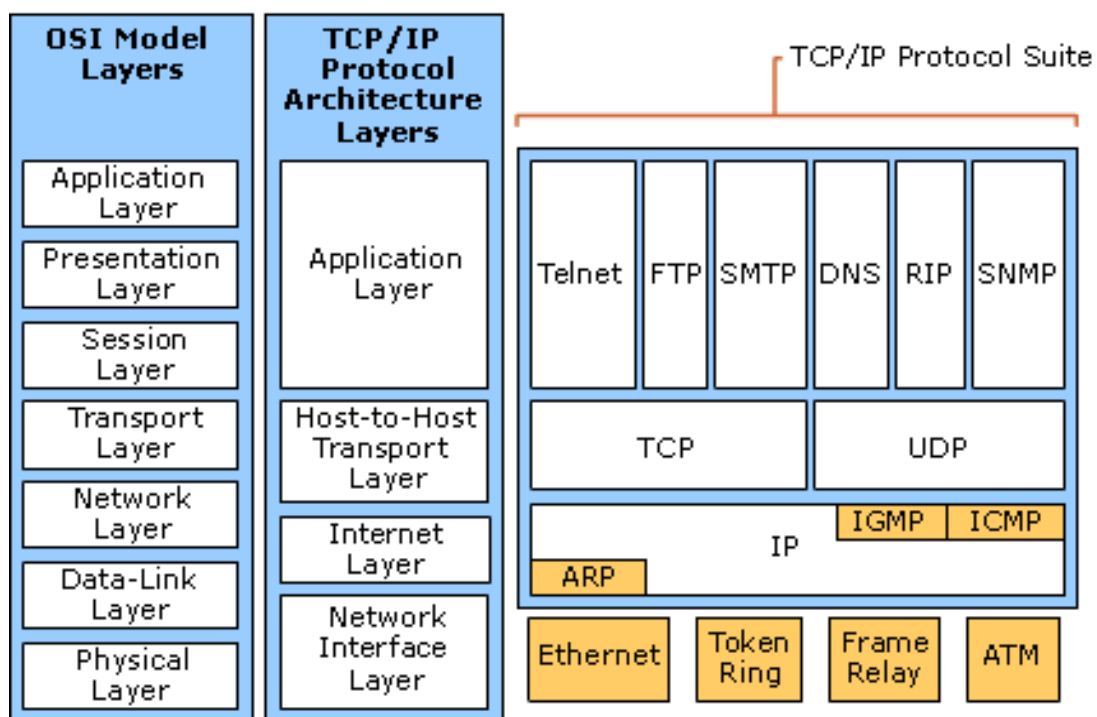 OSI Model
Layers
Application
Layer
Presentation
Layer
Session
Layer
Transport
Layer
Network
Layer
Data-Link
Layer
Physical
Layer
TCP/IP
Protocol
Architecture
Layers
Application
Layer
Host-to-Host
Transport
Layer
Internet
Layer
Network
Interface
Layer
TCP/IP Protocol Suite
Telnet
FTP
SMTP
DNS
RIP
SNMP
TCP
UDP
IP
IGMP
ICMP
ARP
Ethernet
Token
Ring
Frame
Relay
ATM